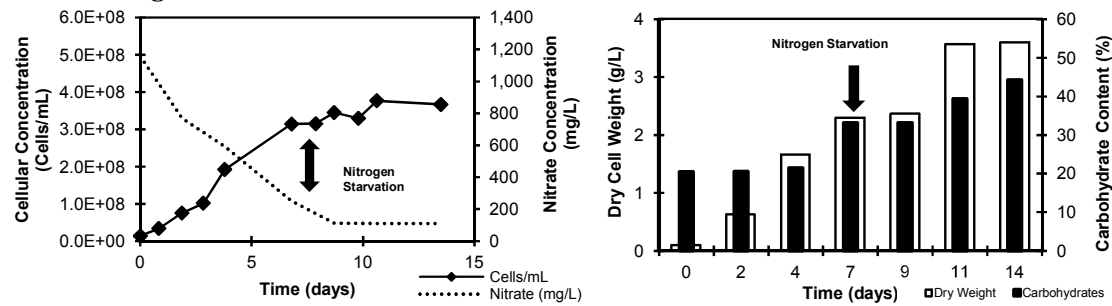 6.0E+08
5.0E+08
4.0E+08
3.0E+08
2.0E+08
1.0E+08
0.0E+00
Cellular Concentration
(Cells/mL)
1,400
1,200
1,000
800
600
400
200
0
Nitrate Concentration
(mg/L)
Nitrogen
Starvation
0 5 10 15
Time (days)
Cells/mL
Nitrate (mg/L)
4
3
2
1
0
Dry Cell Weight (g/L)
60
50
40
30
20
10
0
Carbohydrate Content (%)
Nitrogen Starvation
0 2 4 7 9 11 14
Time (days)
Dry Weight Carbohydrates